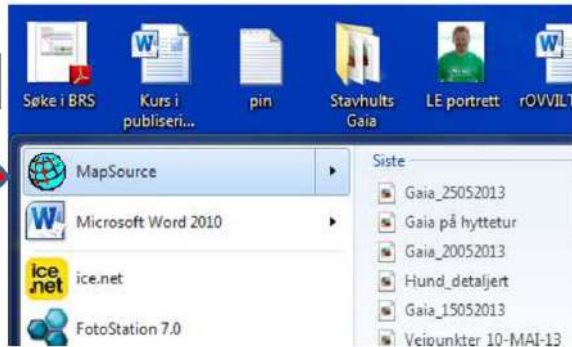 Søke i BRS
Kurs i
publiseri...
pin
Stavhults
Gaia
LE portrett
rOVVILT
MapSource
Microsoft Word 2010
ice.net
ice.net
FotoStation 7.0
Siste
Gaia_25052013
Gaia på hyttetur
Gaia_20052013
Hund_detaljert
Gaia_15052013
Veipunkter 10-MAI-13